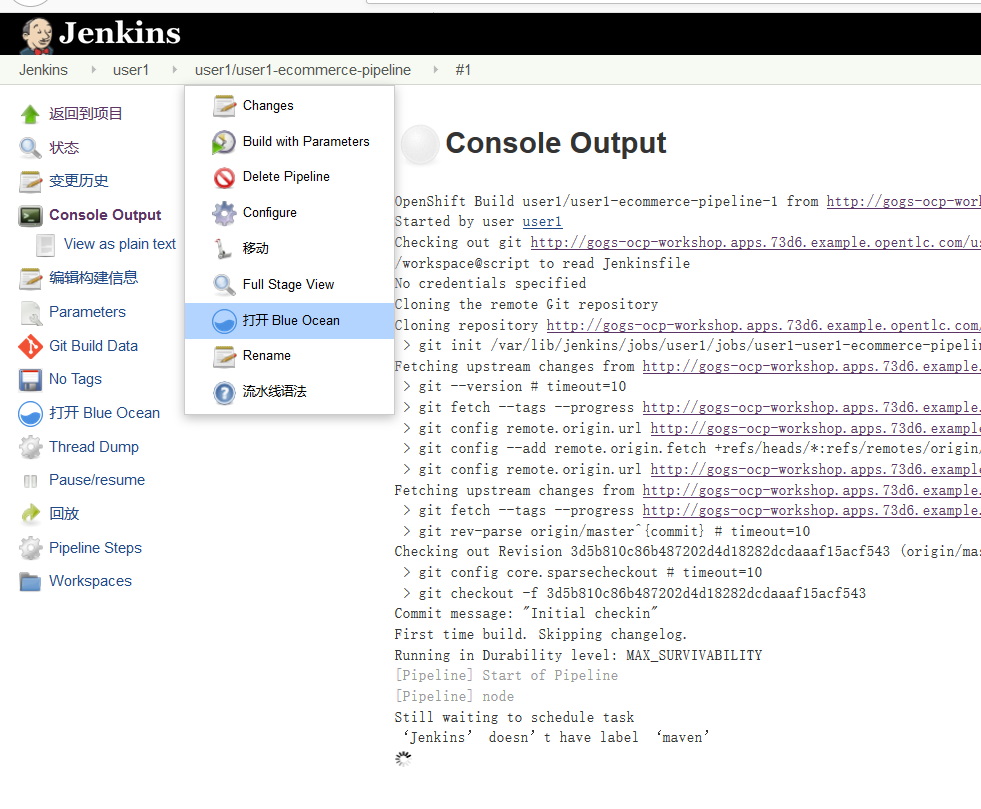 Jenkins
Jenkins user1 user1/user1-ecommerce-pipeline #1
返回到项目
状态
变更历史
Console Output
View as plain text
编辑构建信息
Parameters
Git Build Data
No Tags
打开 Blue Ocean
Thread Dump
Pause/resume
回放
Pipeline Steps
Workspaces
Changes
Build with Parameters
Delete Pipeline
Configure
移动
Full Stage View
打开 Blue Ocean
Rename
流水线语法
Console Output
OpenShift Build user1/user1-ecommerce-pipeline-1 from http://gogs-ocp-worl
Started by user user1
Checking out git http://gogs-ocp-workshop.apps.73d6.example.opentlc.com/us
/workspace@script to read Jenkinsfile
No credentials specified
Cloning the remote Git repository
Cloning repository http://gogs-ocp-workshop.apps.73d6.example.opentlc.com/
> git init /var/lib/jenkins/jobs/user1/jobs/user1-user1-ecommerce-pipelin
Fetching upstream changes from http://gogs-ocp-workshop.apps.73d6.example.
> git --version # timeout=10
> git fetch --tags --progress http://gogs-ocp-workshop.apps.73d6.example.
> git config remote.origin.url http://gogs-ocp-workshop.apps.73d6.example
> git config --add remote.origin.fetch +refs/heads/*:refs/remotes/origin/
> git config remote.origin.url http://gogs-ocp-workshop.apps.73d6.example
Fetching upstream changes from http://gogs-ocp-workshop.apps.73d6.example.
> git fetch --tags --progress http://gogs-ocp-workshop.apps.73d6.example.
> git rev-parse origin/master^{commit} # timeout=10
Checking out Revision 3d5b810c86b487202d4d18282dcdaaaf15acf543 (origin/mas
> git config core.sparsecheckout # timeout=10
> git checkout -f 3d5b810c86b487202d4d18282dcdaaaf15acf543
Commit message: "Initial checkin"
First time build. Skipping changelog.
Running in Durability level: MAX_SURVIVABILITY
[Pipeline] Start of Pipeline
[Pipeline] node
Still waiting to schedule task
‘Jenkins’ doesn’t have label ‘maven’